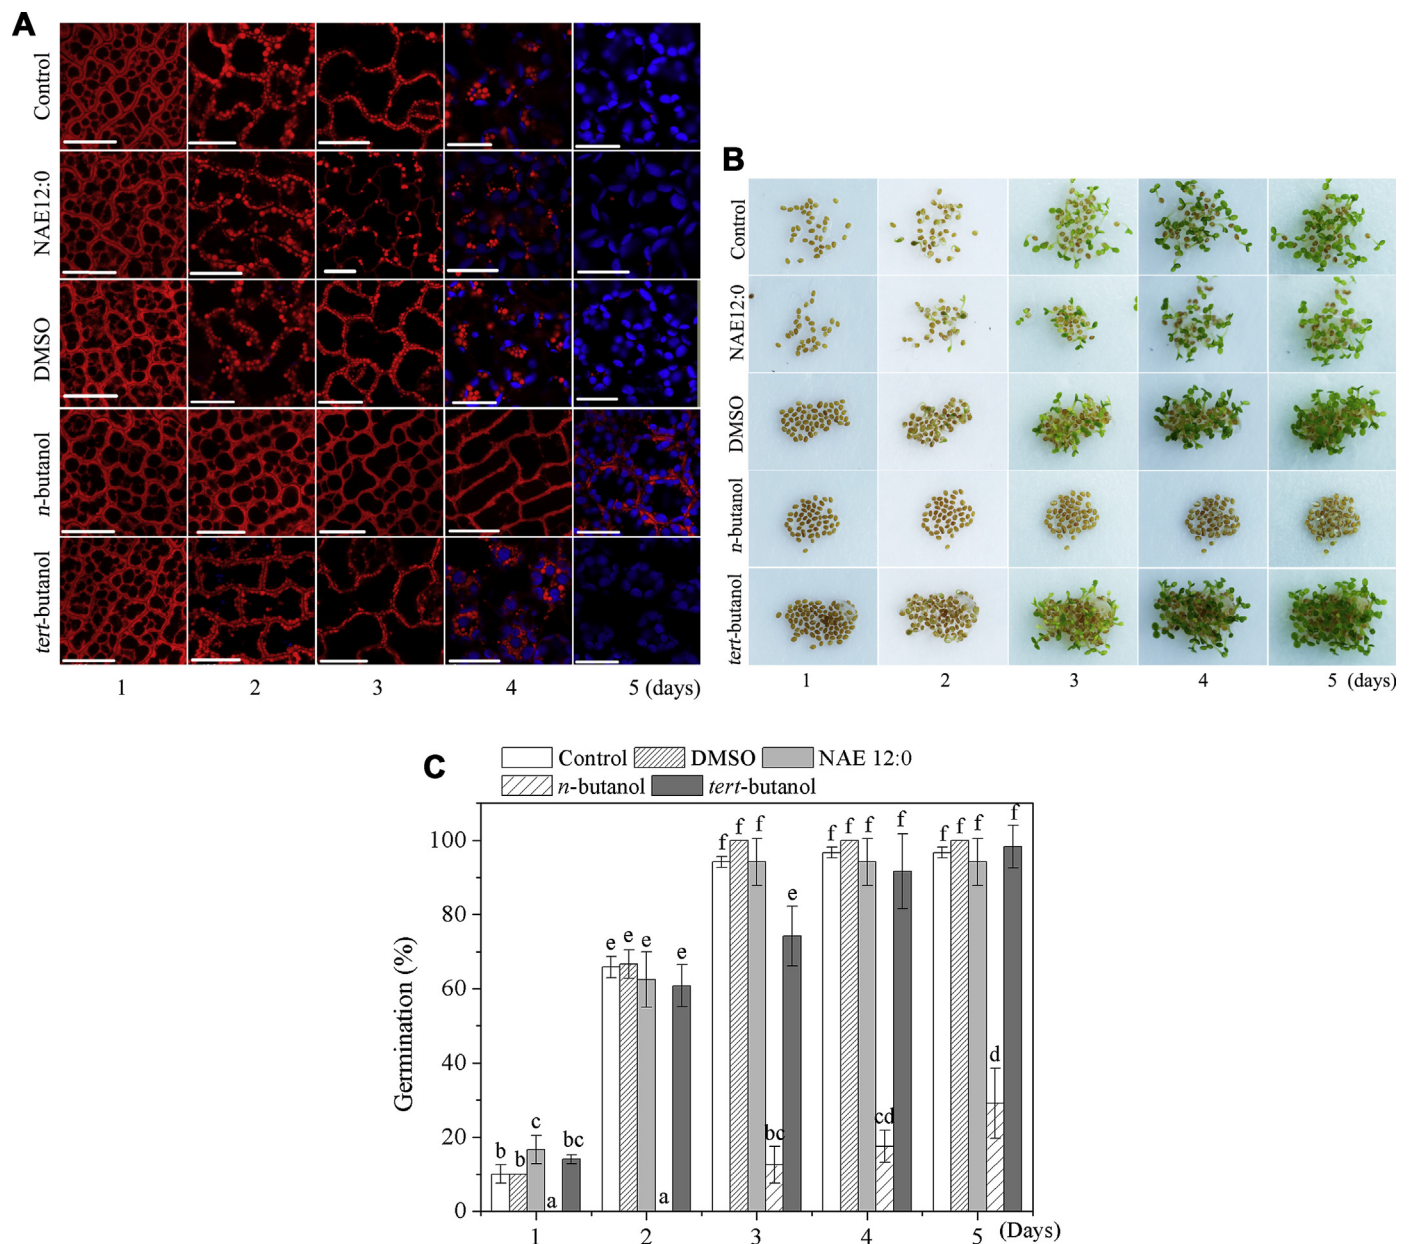 A
Control
NAE12:0
DMSO
n-butanol
tert-butanol
1 2 3 4 5 (days)
B
Control
NAE12:0
DMSO
n-butanol
tert-butanol
1 2 3 4 5 (days)
C
Control DMSO NAE 12:0
n-butanol tert-butanol
Germination (%)
100
80
60
40
20
0
b b c a bc
e e e a e
f f f bc e
f f f cd f
f f f d f
1 2 3 4 5 (Days)